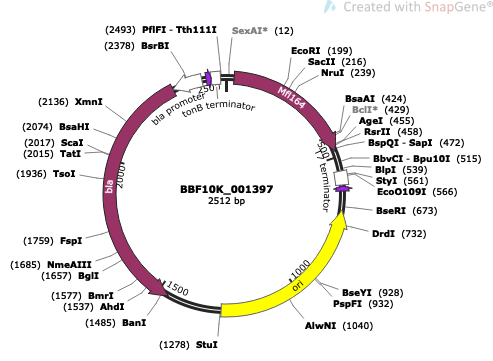 Created with SnapGene®
(2493) PflFI - Tth111I
SexAI* (12)
(2378) BsrBI
EcoRI (199)
SacII (216)
NruI (239)
(2136) XmnI
(2074) BsaHI
(2017) ScaI
(2015) TatI
(1936) TsoI
(1759) FspI
(1685) NmeAIII
(1657) BglI
(1577) BmrI
(1537) AhdI
(1485) BanI
(1278) StuI
BsaAI (424)
BclI* (429)
AgeI (455)
RsrII (458)
BspQI - SapI (472)
BbvCI - Bpu10I (515)
BlpI (539)
StyI (561)
EcoO109I (566)
BseRI (673)
DrdI (732)
BseYI (928)
PspFI (932)
AlwNI (1040)
bla promoter
tonB terminator
Mfl164
T7 terminator
bla
ori
500
1000
1500
2000
BBF10K_001397
2512 bp